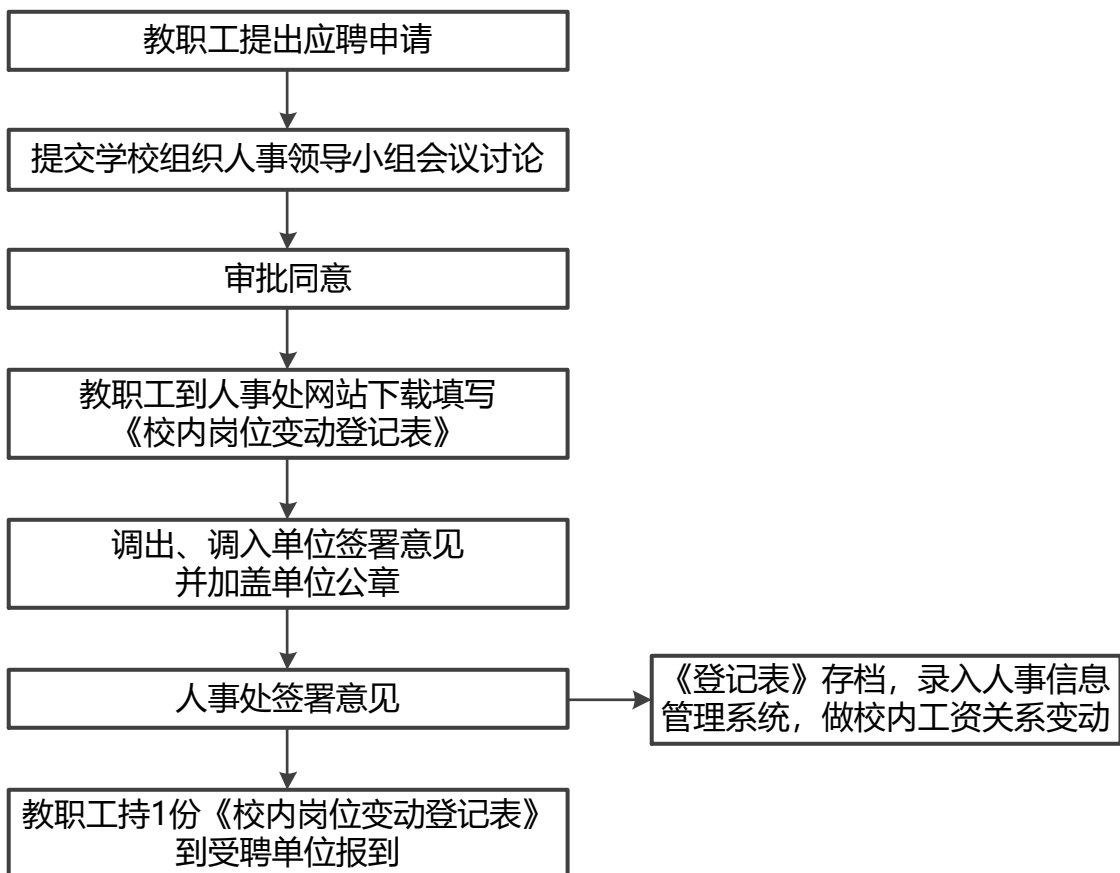 教职工提出应聘申请
提交学校组织人事领导小组会议讨论
审批同意
教职工到人事处网站下载填写
《校内岗位变动登记表》
调出、调入单位签署意见
并加盖单位公章
人事处签署意见
《登记表》存档，录入人事信息
管理系统，做校内工资关系变动
教职工持1份《校内岗位变动登记表》
到受聘单位报到